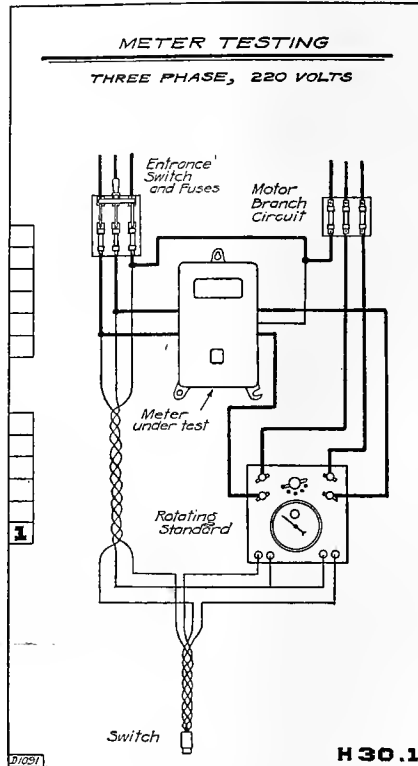 METER TESTING
THREE PHASE, 220 VOLTS
Entrance
Switch
and Fuses
Motor
Branch
Circuit
Meter
under test
Rotating
Standard
1
Switch
D1091
H30.1